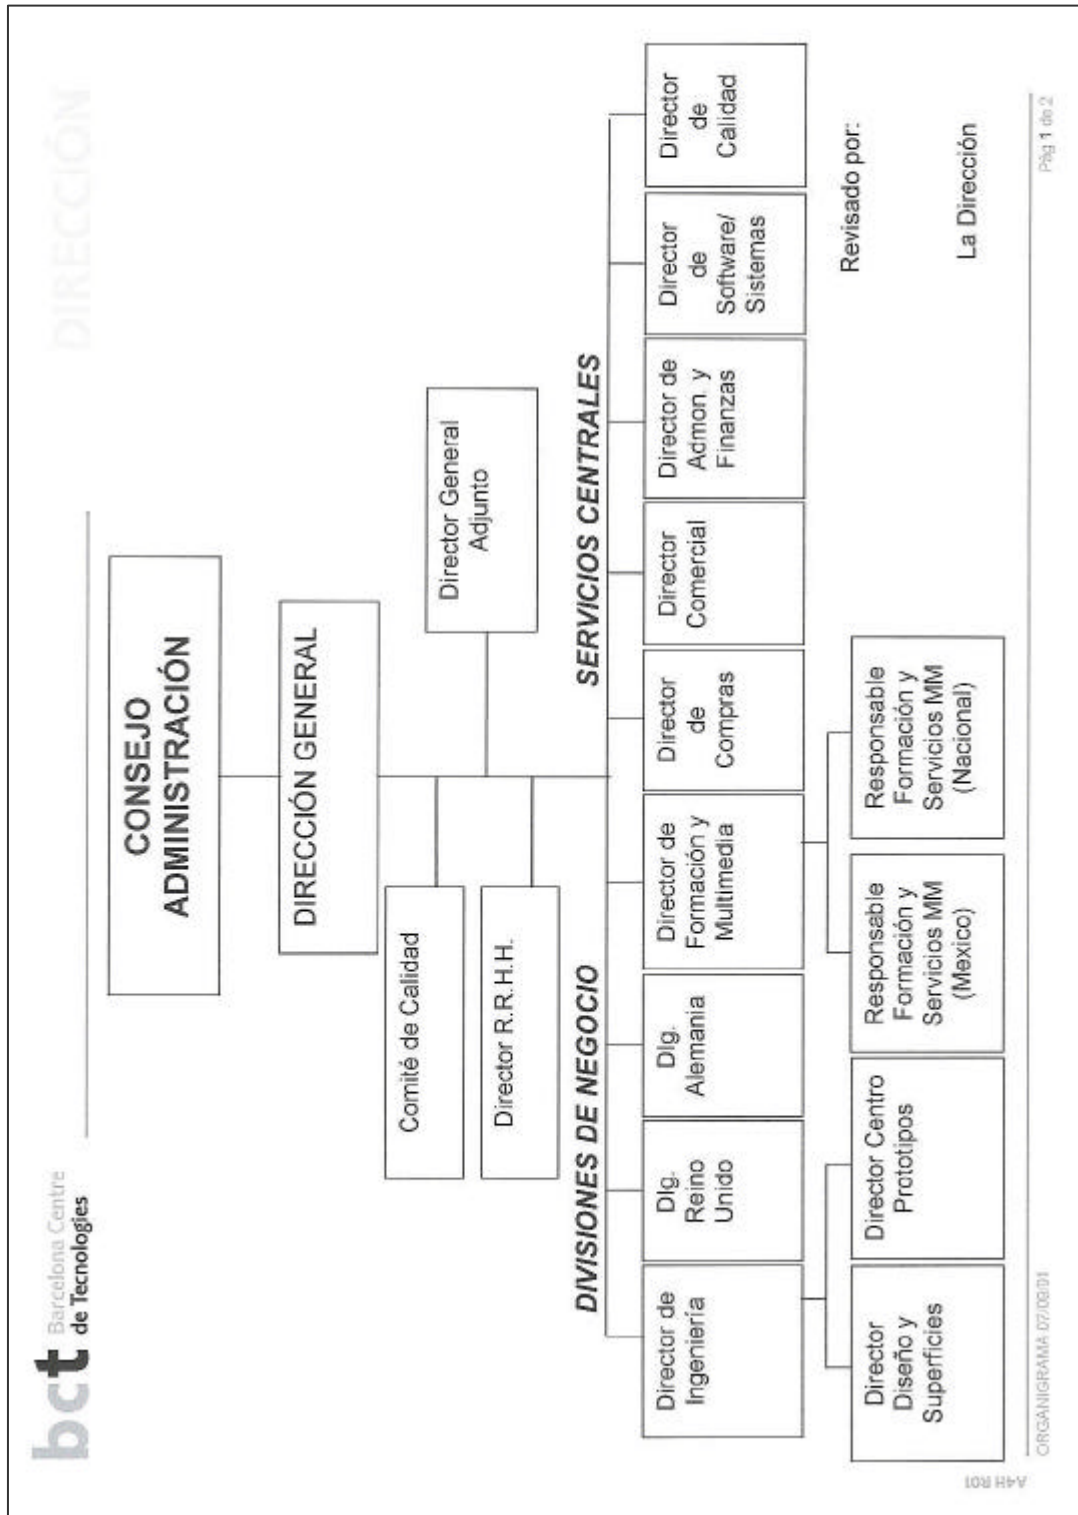 bct Barcelona Centre
de Tecnologies
DIRECCIÓN
CONSEJO
ADMINISTRACIÓN
DIRECCIÓN GENERAL
Comité de Calidad
Director General
Adjunto
Director R.R.H.H.
DIVISIONES DE NEGOCIO
SERVICIOS CENTRALES
Director de
Ingeniería
Dlg.
Reino
Unido
Dlg.
Alemania
Director de
Formación y
Multimedia
Director
de
Compras
Director
Comercial
Director de
Admon. y
Finanzas
Director
de
Software/
Sistemas
Director
de
Calidad
Director
Diseño y
Superficies
Director Centro
Prototipos
Responsable
Formación y
Servicios MM
(Mexico)
Responsable
Formación y
Servicios MM
(Nacional)
Revisado por:
La Dirección
A4H R01
ORGANIGRAMA 07/09/01
Pág 1 de 2